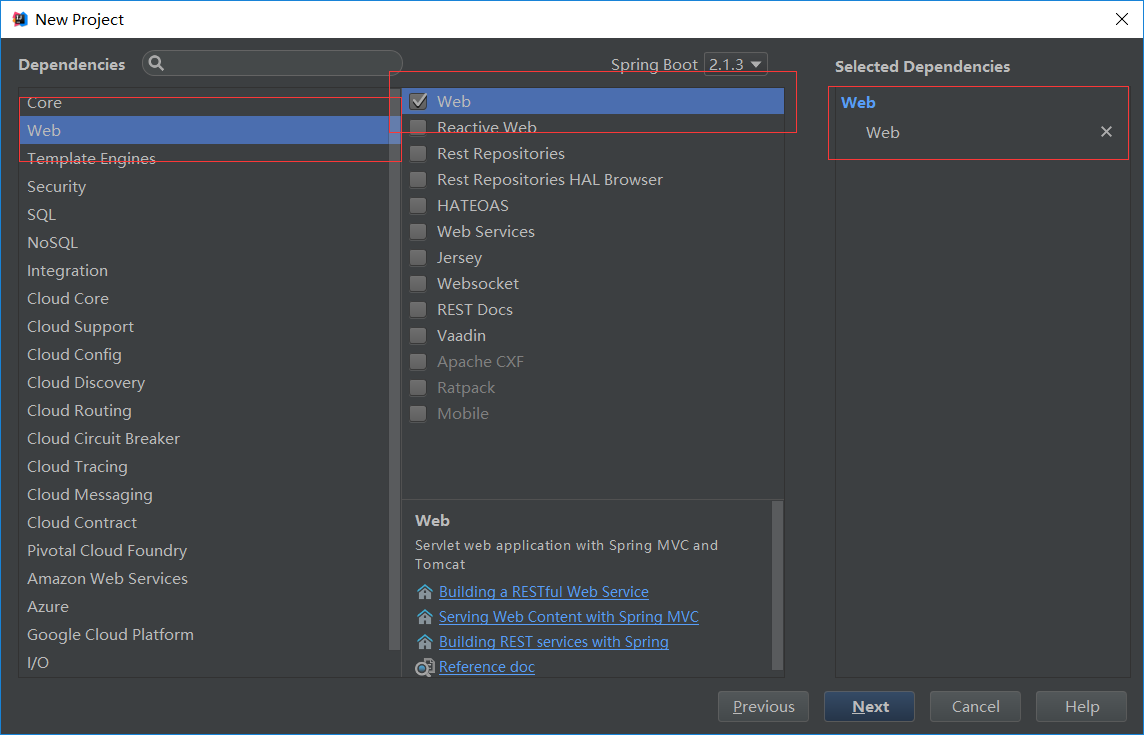 New Project
Dependencies
Spring Boot 2.1.3
Selected Dependencies
Core
Web
Template Engines
Security
SQL
NoSQL
Integration
Cloud Core
Cloud Support
Cloud Config
Cloud Discovery
Cloud Routing
Cloud Circuit Breaker
Cloud Tracing
Cloud Messaging
Cloud Contract
Pivotal Cloud Foundry
Amazon Web Services
Azure
Google Cloud Platform
I/O
Web
Reactive Web
Rest Repositories
Rest Repositories HAL Browser
HATEOAS
Web Services
Jersey
Websocket
REST Docs
Vaadin
Apache CXF
Ratpack
Mobile
Web
Servlet web application with Spring MVC and
Tomcat
Building a RESTful Web Service
Serving Web Content with Spring MVC
Building REST services with Spring
Reference doc
Web
Web
Previous
Next
Cancel
Help